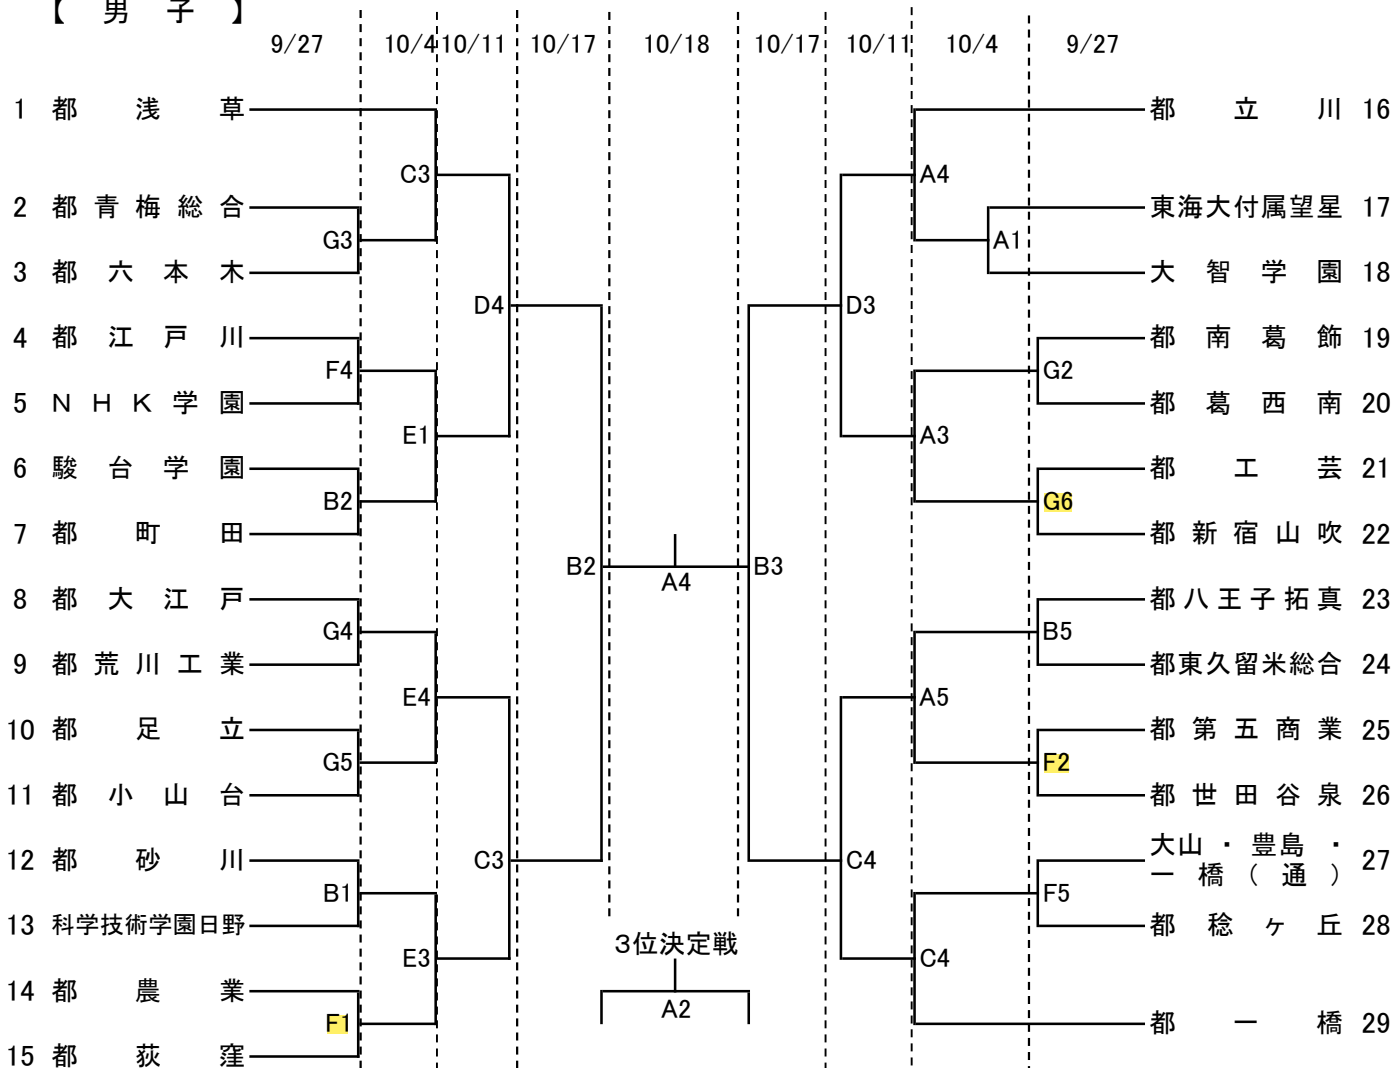 【 男 子 】
9/27 10/4 10/11 10/17 10/18 10/17 10/11 10/4 9/27
1 都 浅 草
2 都 青 梅 総 合
3 都 六 本 木
4 都 江 戸 川
5 Ｎ Ｈ Ｋ 学 園
6 駿 台 学 園
7 都 町 田
8 都 大 江 戸
9 都 荒 川 工 業
10 都 足 立
11 都 小 山 台
12 都 砂 川
13 科学技術学園日野
14 都 農 業
15 都 荻 窪
G3
F4
B2
G4
G5
B1
F1
C3
E1
E4
E3
D4
C3
B2
A4
3位決定戦
A2
B3
D3
C4
A4
A3
A5
C4
A1
G2
G6
B5
F2
F5
都 立 川 16
東海大付属望星 17
大 智 学 園 18
都 南 葛 飾 19
都 葛 西 南 20
都 工 芸 21
都 新 宿 山 吹 22
都 八 王 子 拓 真 23
都東久留米総合 24
都 第 五 商 業 25
都 世 田 谷 泉 26
大山 ・ 豊島 ・
一 橋 （ 通 ） 27
都 稔 ヶ 丘 28
都 一 橋 29